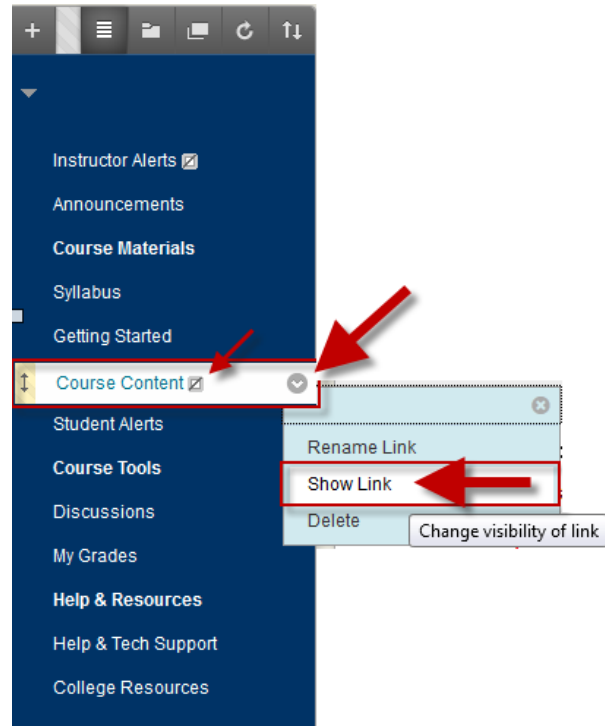 Instructor Alerts
Announcements
Course Materials
Syllabus
Getting Started
Course Content
Student Alerts
Course Tools
Discussions
My Grades
Help & Resources
Help & Tech Support
College Resources
Rename Link
Show Link
Delete
Change visibility of link